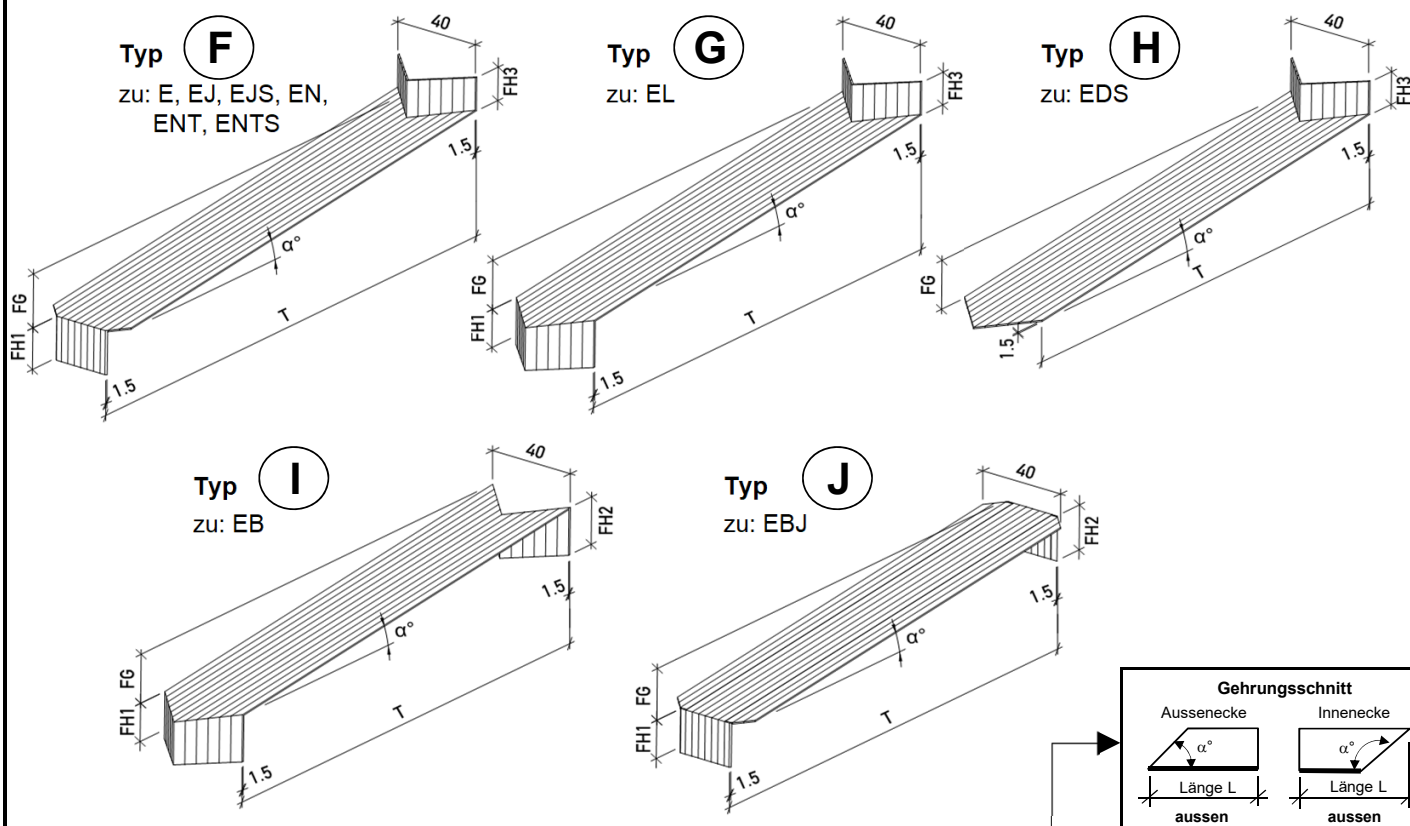 Typ F
zu: E, EJ, EJS, EN,
ENT, ENTS
40
FH3
1.5
α°
T
FG
FH1
1.5
Typ G
zu: EL
40
FH3
1.5
α°
T
FG
FH1
1.5
Typ H
zu: EDS
40
FH3
1.5
α°
T
FG
1.5
Typ I
zu: EB
40
FH2
1.5
α°
T
FG
FH1
1.5
Typ J
zu: EBJ
40
FH2
1.5
α°
T
FG
FH1
1.5
Gehrungsschnitt
Aussenecke Innenecke
α° α°
Länge L Länge L
aussen aussen